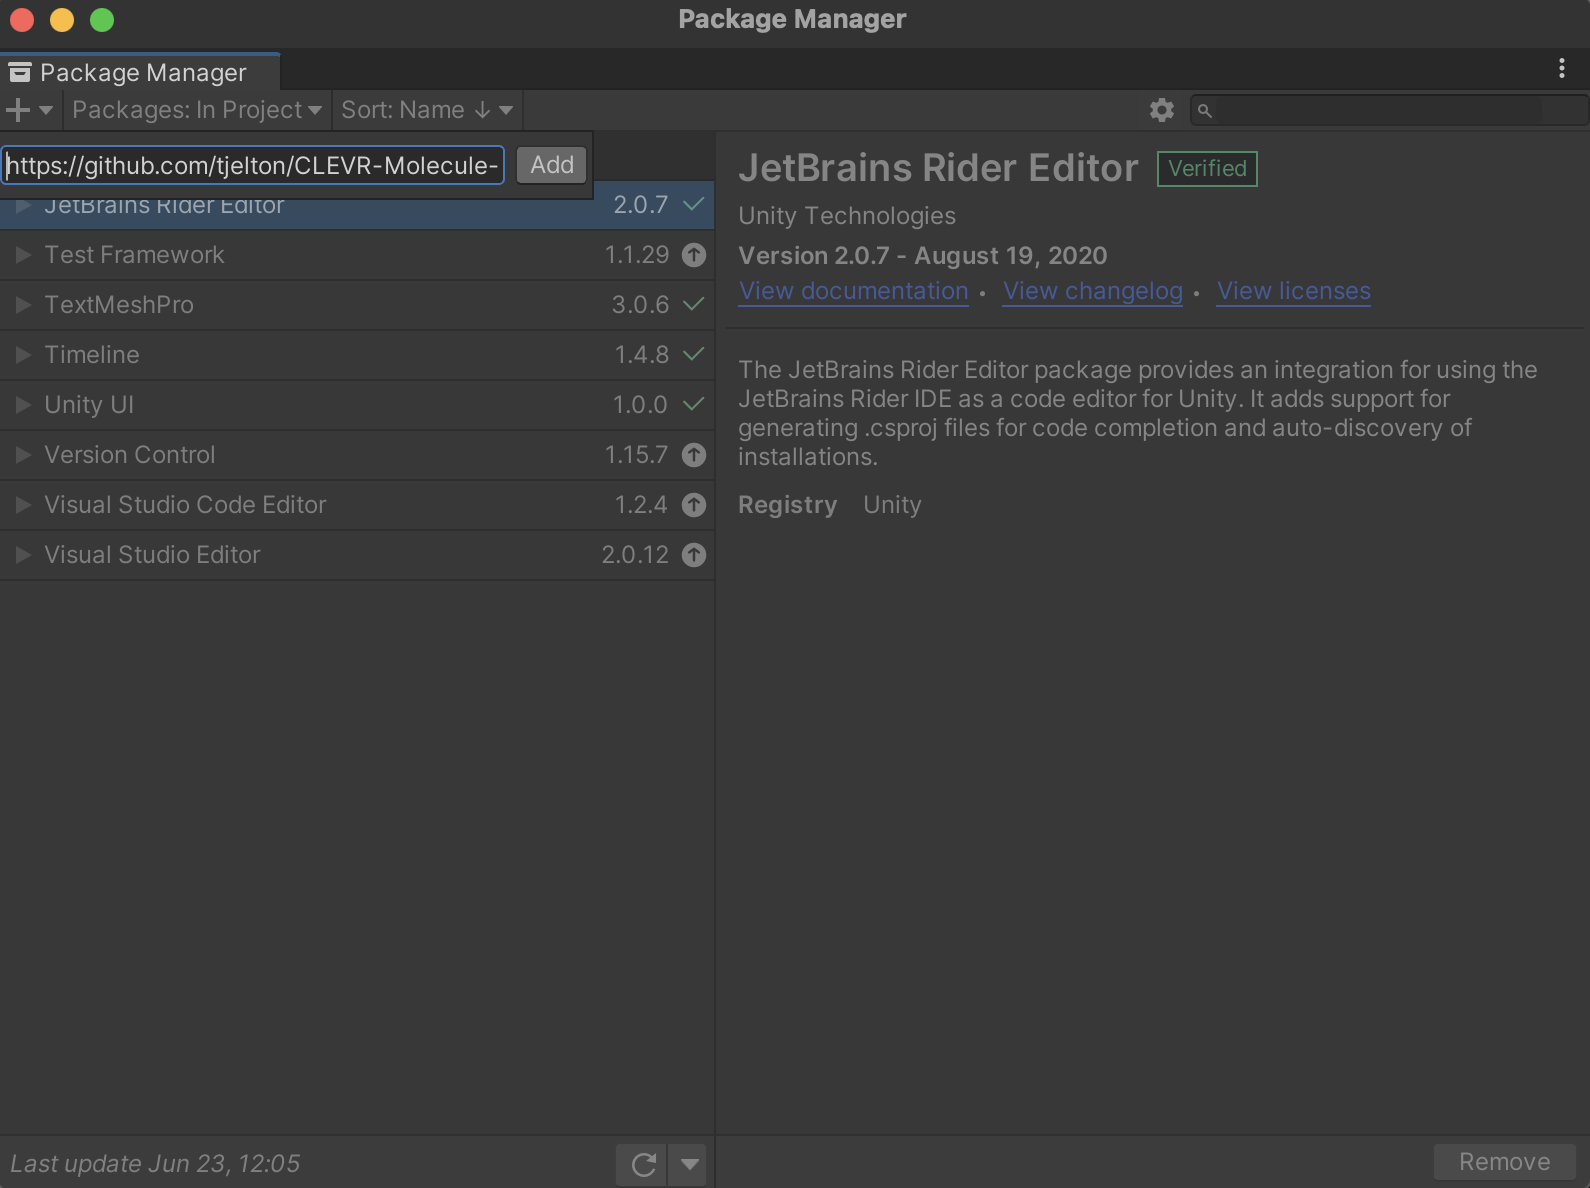 Package Manager
Package Manager
Packages: In Project
Sort: Name ↓
https://github.com/tjelton/CLEVR-Molecule-
Add
JetBrains Rider Editor 2.0.7
Test Framework 1.1.29
TextMeshPro 3.0.6
Timeline 1.4.8
Unity UI 1.0.0
Version Control 1.15.7
Visual Studio Code Editor 1.2.4
Visual Studio Editor 2.0.12
Last update Jun 23, 12:05
JetBrains Rider Editor Verified
Unity Technologies
Version 2.0.7 - August 19, 2020
View documentation • View changelog • View licenses
The JetBrains Rider Editor package provides an integration for using the
JetBrains Rider IDE as a code editor for Unity. It adds support for
generating .csproj files for code completion and auto-discovery of
installations.
Registry Unity
Remove